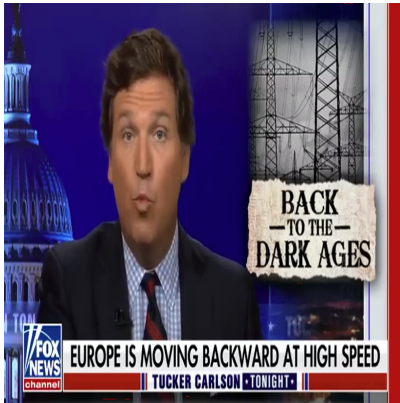 BACK
-TO THE-
DARK AGES
FOX
NEWS
channel
EUROPE IS MOVING BACKWARD AT HIGH SPEED
TUCKER CARLSON •TONIGHT•